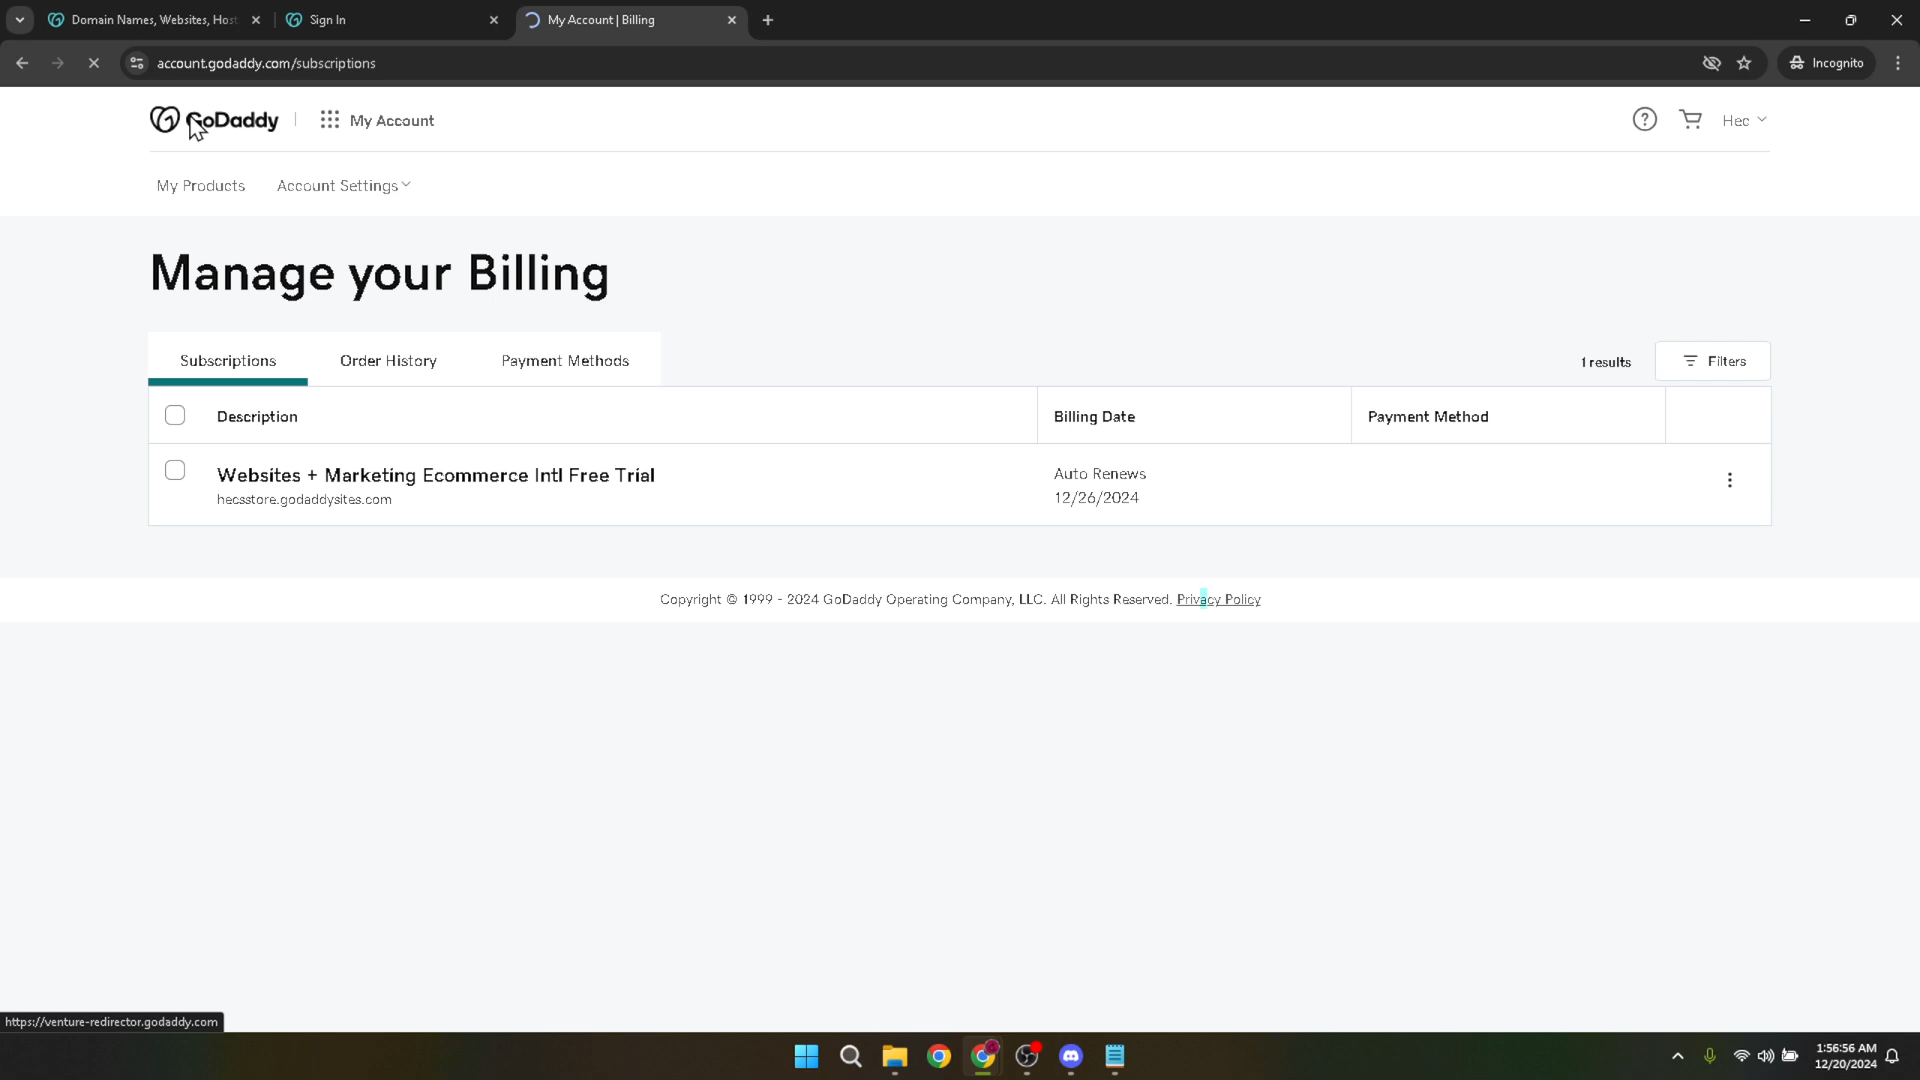 Domain Names, Websites, Host
Sign In
My Account | Billing
account.godaddy.com/subscriptions
Incognito
GoDaddy
My Account
Hec
My Products
Account Settings
Manage your Billing
Subscriptions
Order History
Payment Methods
1 results
Filters
Description
Billing Date
Payment Method
Websites + Marketing Ecommerce Intl Free Trial
hecsstore.godaddysites.com
Auto Renews
12/26/2024
Copyright © 1999 - 2024 GoDaddy Operating Company, LLC. All Rights Reserved. Privacy Policy
https://venture-redirector.godaddy.com
1:56:56 AM
12/20/2024